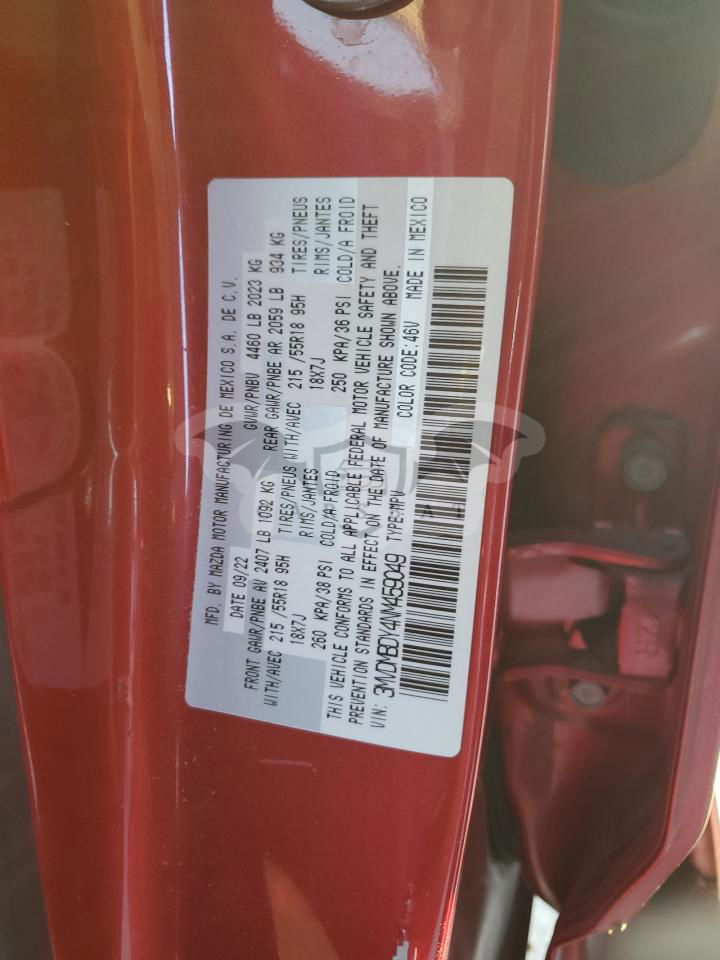 MFD. BY MAZDA MOTOR MANUFACTURING DE MEXICO S.A. DE C.V.
DATE 09/22 GVWR/PNBV 4460 LB 2023 KG
FRONT GAWR/PNBE AV 2407 LB 1092 KG REAR GAWR/PNBE AR 2059 LB 934 KG
WITH/AVEC 215 /55R18 95H TIRES/PNEUS WITH/AVEC 215 /55R18 95H TIRES/PNEUS
18X7J RIMS/JANTES 18X7J RIMS/JANTES
260 KPA/38 PSI COLD/A FROID 250 KPA/36 PSI COLD/A FROID
THIS VEHICLE CONFORMS TO ALL APPLICABLE FEDERAL MOTOR VEHICLE SAFETY AND THEFT
PREVENTION STANDARDS IN EFFECT ON THE DATE OF MANUFACTURE SHOWN ABOVE.
VIN: 3MVDMBDY4NM459049 TYPE:MPV COLOR CODE:46V MADE IN MEXICO